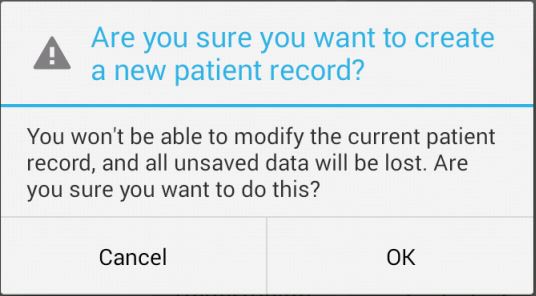 Are you sure you want to create
a new patient record?
You won't be able to modify the current patient
record, and all unsaved data will be lost. Are
you sure you want to do this?
Cancel
OK